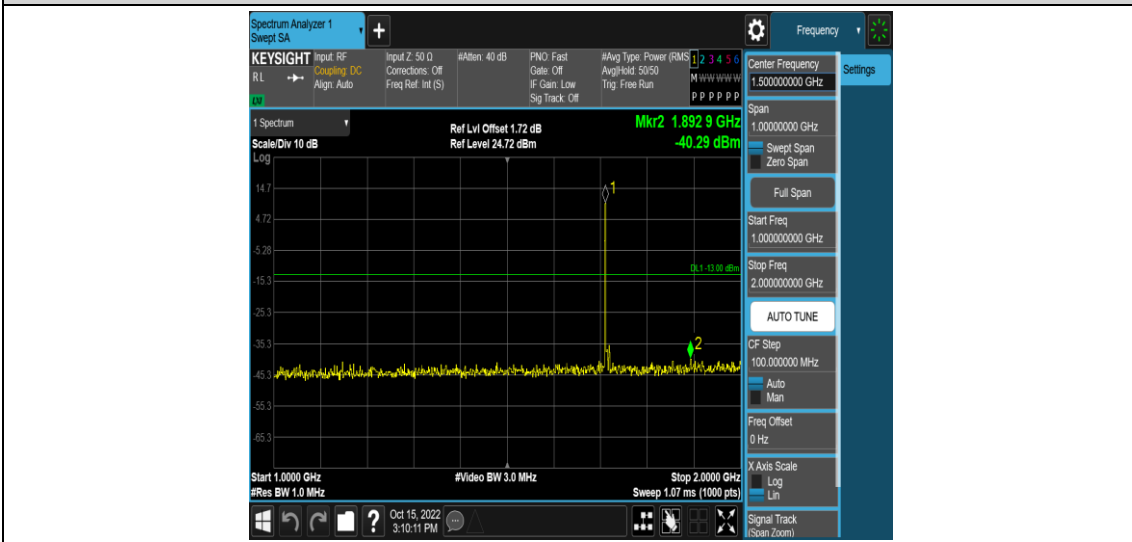 Spectrum Analyzer 1
Swept SA
+
Frequency
KEYSIGHT
RL
LXI
Input: RF
Coupling: DC
Align: Auto
Input Z: 50 Ω
Corrections: Off
Freq Ref: Int (S)
#Atten: 40 dB
PNO: Fast
Gate: Off
IF Gain: Low
Sig Track: Off
#Avg Type: Power (RMS
Avg|Hold: 50/50
Trig: Free Run
1 2 3 4 5 6
M W W W W W
P P P P P P
Center Frequency
1.500000000 GHz
Settings
Span
1.00000000 GHz
Swept Span
Zero Span
Full Span
Start Freq
1.000000000 GHz
Stop Freq
2.000000000 GHz
AUTO TUNE
CF Step
100.000000 MHz
Auto
Man
Freq Offset
0 Hz
X Axis Scale
Log
Lin
Signal Track
(Span Zoom)
1 Spectrum
Scale/Div 10 dB
Log
Ref Lvl Offset 1.72 dB
Ref Level 24.72 dBm
Mkr2 1.892 9 GHz
-40.29 dBm
14.7
4.72
-5.28
-15.3
-25.3
-35.3
-45.3
-55.3
-65.3
1
DL1 -13.00 dBm
2
Start 1.0000 GHz
#Res BW 1.0 MHz
#Video BW 3.0 MHz
Stop 2.0000 GHz
Sweep 1.07 ms (1000 pts)
?
Oct 15, 2022
3:10:11 PM